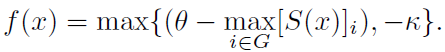 f(x) = max{(θ − max_{i∈G}[S(x)]_i), −κ}.